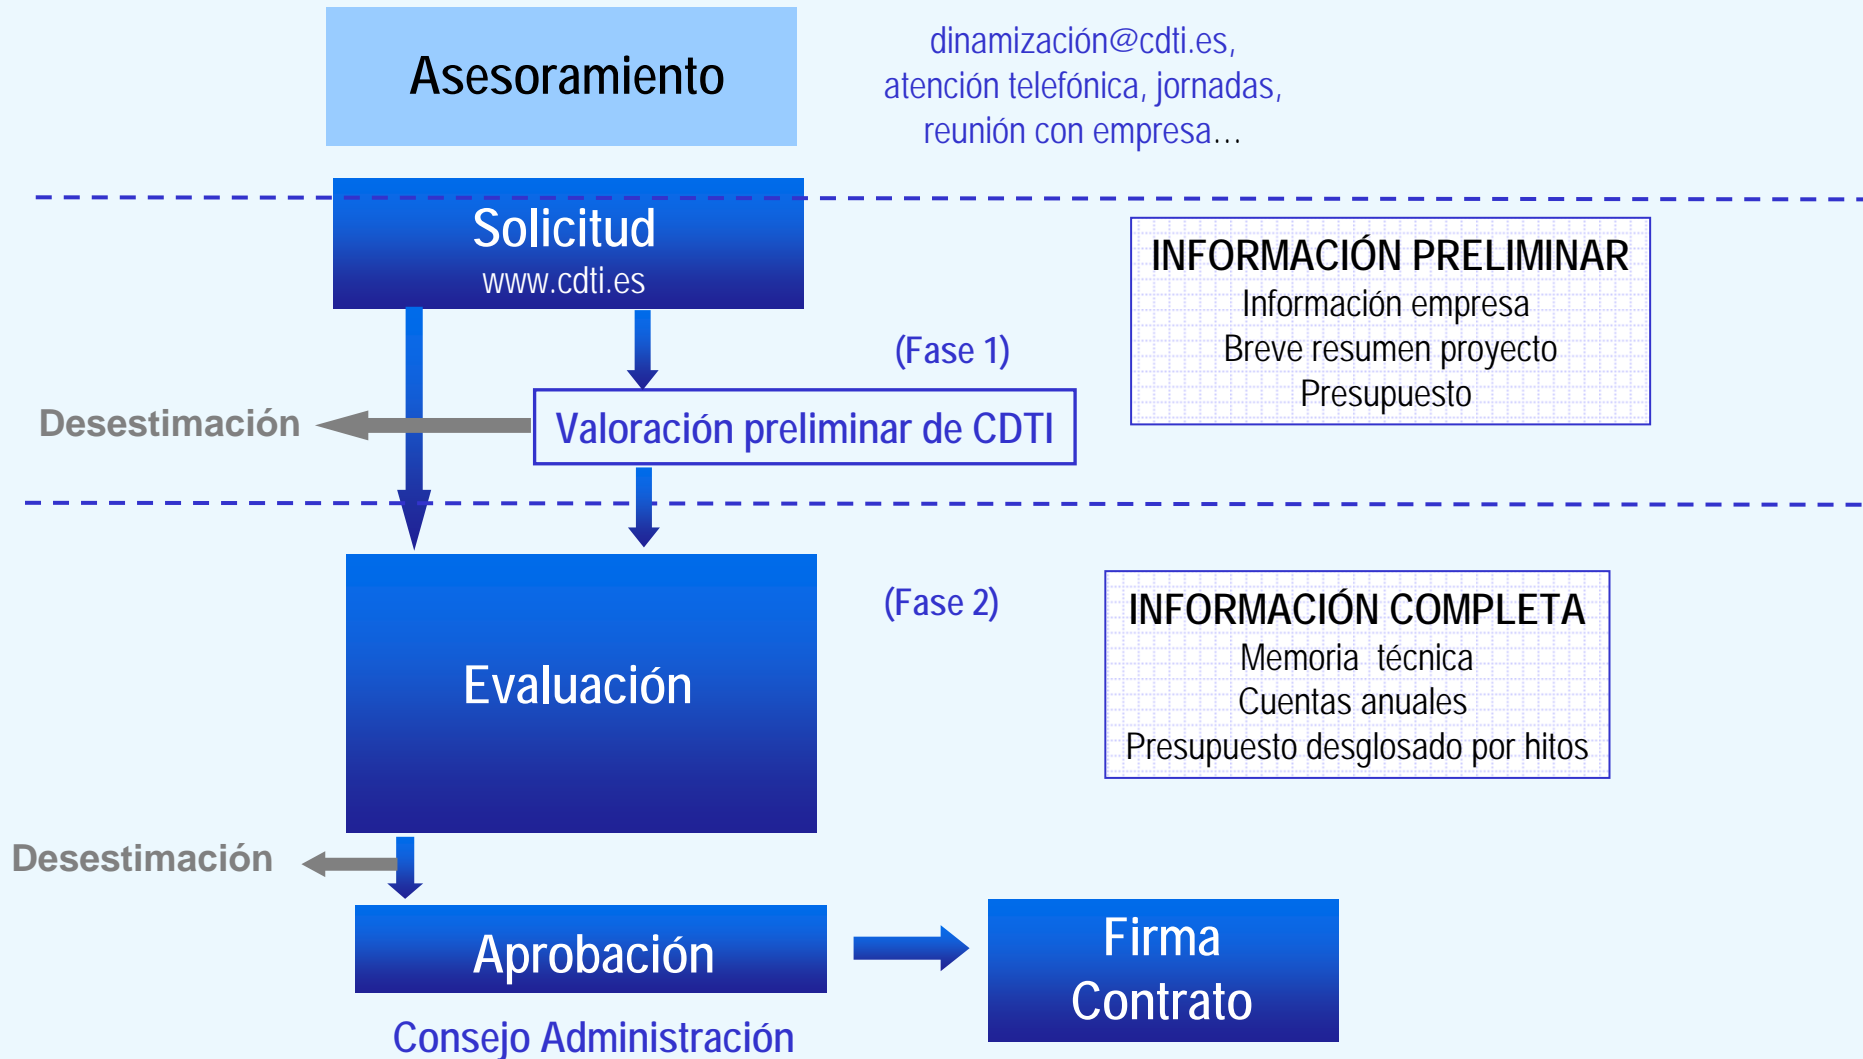 Asesoramiento
dinamización@cdti.es,
atención telefónica, jornadas,
reunión con empresa...
Solicitud
www.cdti.es
INFORMACIÓN PRELIMINAR
Información empresa
Breve resumen proyecto
Presupuesto
(Fase 1)
Desestimación
Valoración preliminar de CDTI
Evaluación
(Fase 2)
INFORMACIÓN COMPLETA
Memoria técnica
Cuentas anuales
Presupuesto desglosado por hitos
Desestimación
Aprobación
Consejo Administración
Firma
Contrato